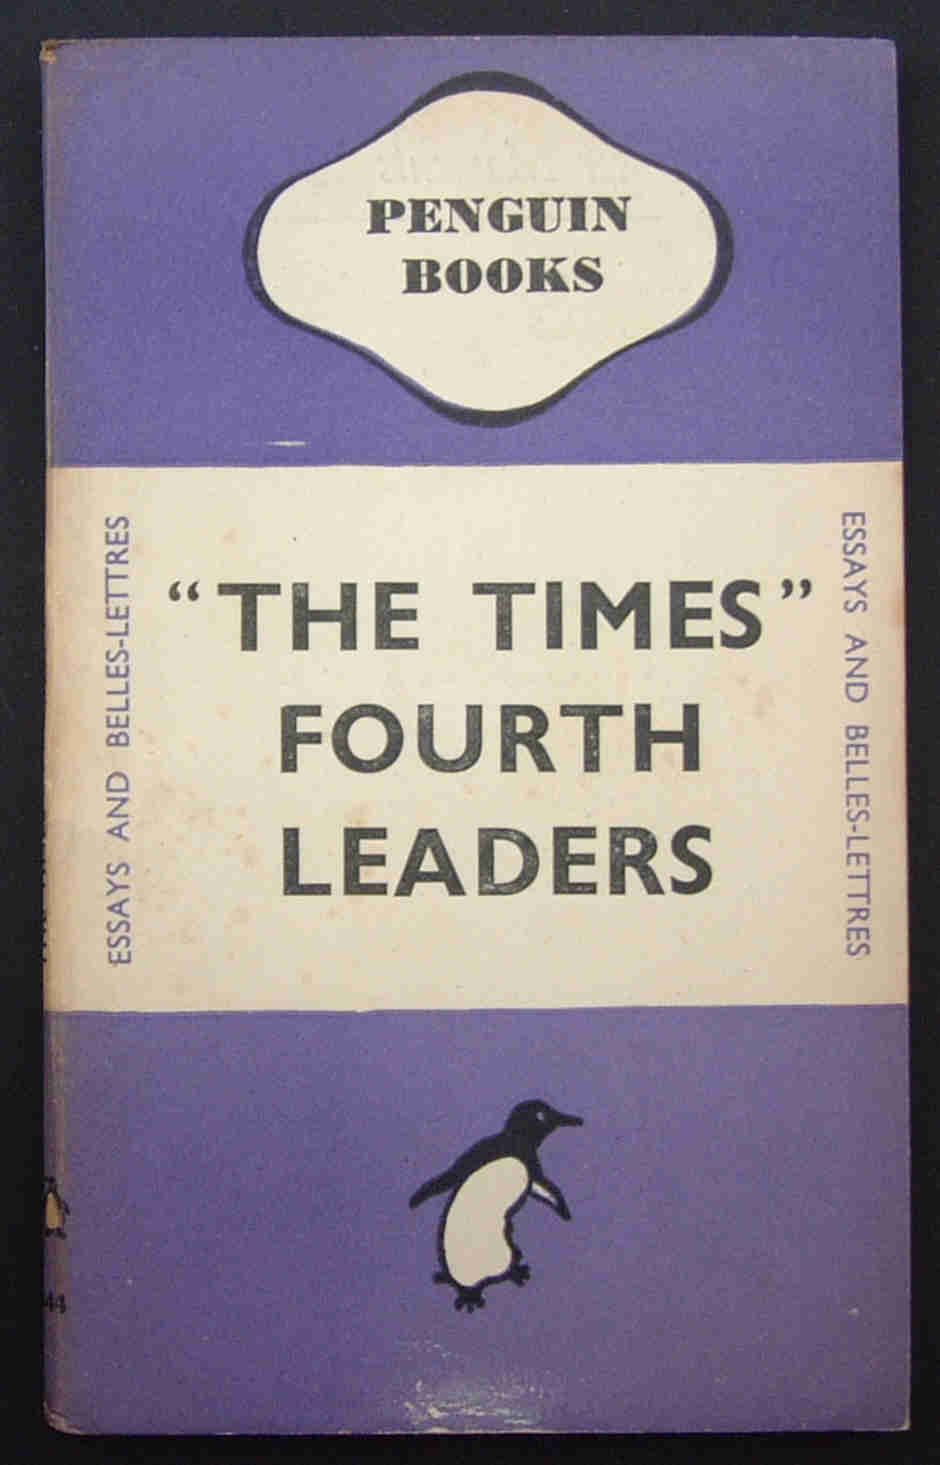 PENGUIN
BOOKS
ESSAYS AND BELLES-LETTRES
“THE TIMES”
FOURTH
LEADERS
ESSAYS AND BELLES-LETTRES